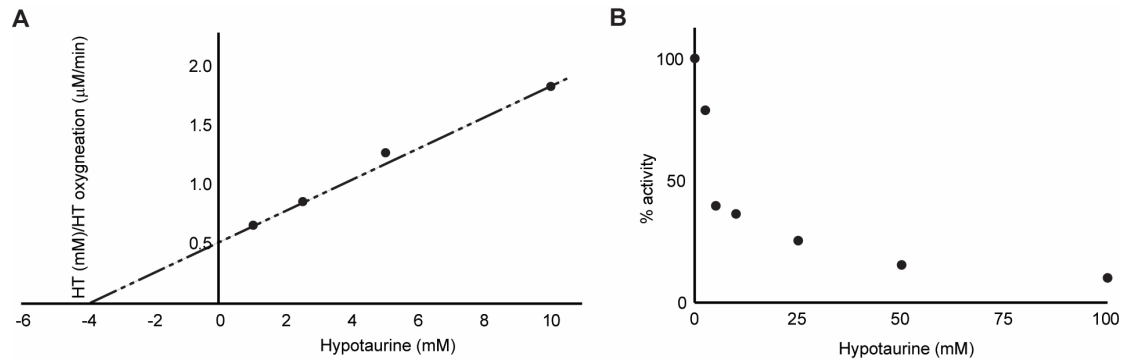 A
HT (mM)/HT oxygneation (μM/min)
2.0
1.5
1.0
0.5
-6 -4 -2 0 2 4 6 8 10
Hypotaurine (mM)
B
% activity
100
50
0
0 25 50 75 100
Hypotaurine (mM)